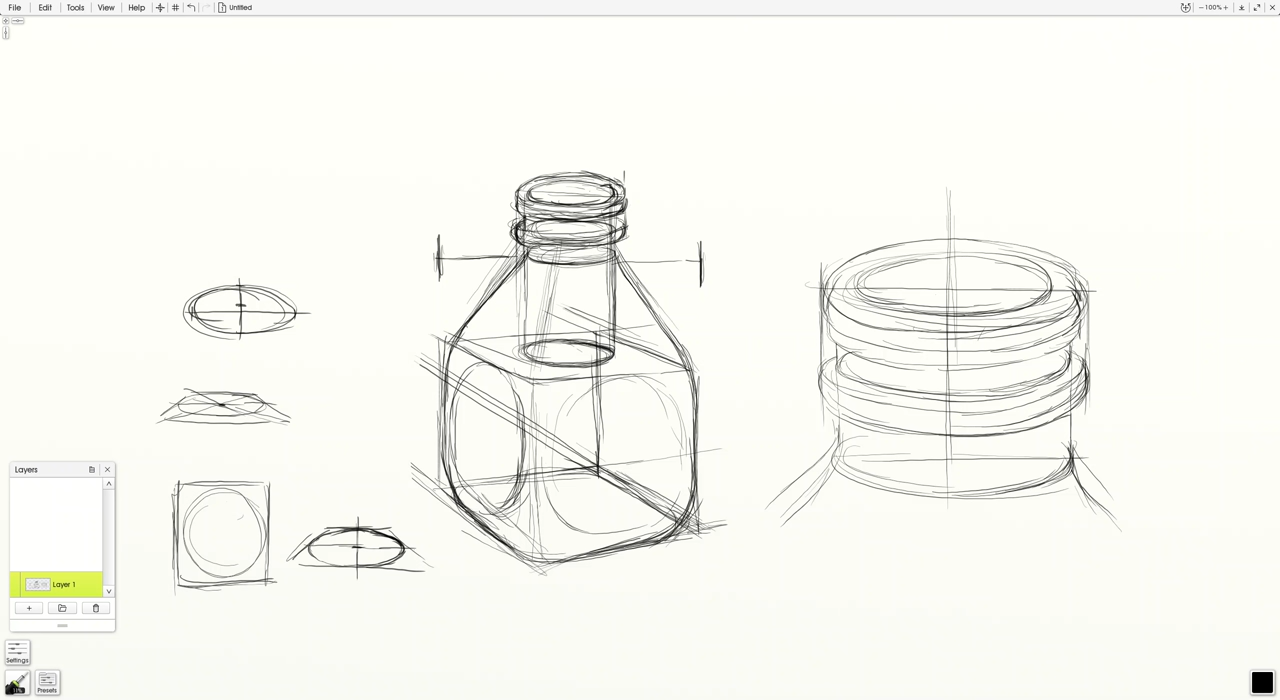 File Edit Tools View Help Untitled −100%+
Layers
Layer 1
+
Settings
Presets